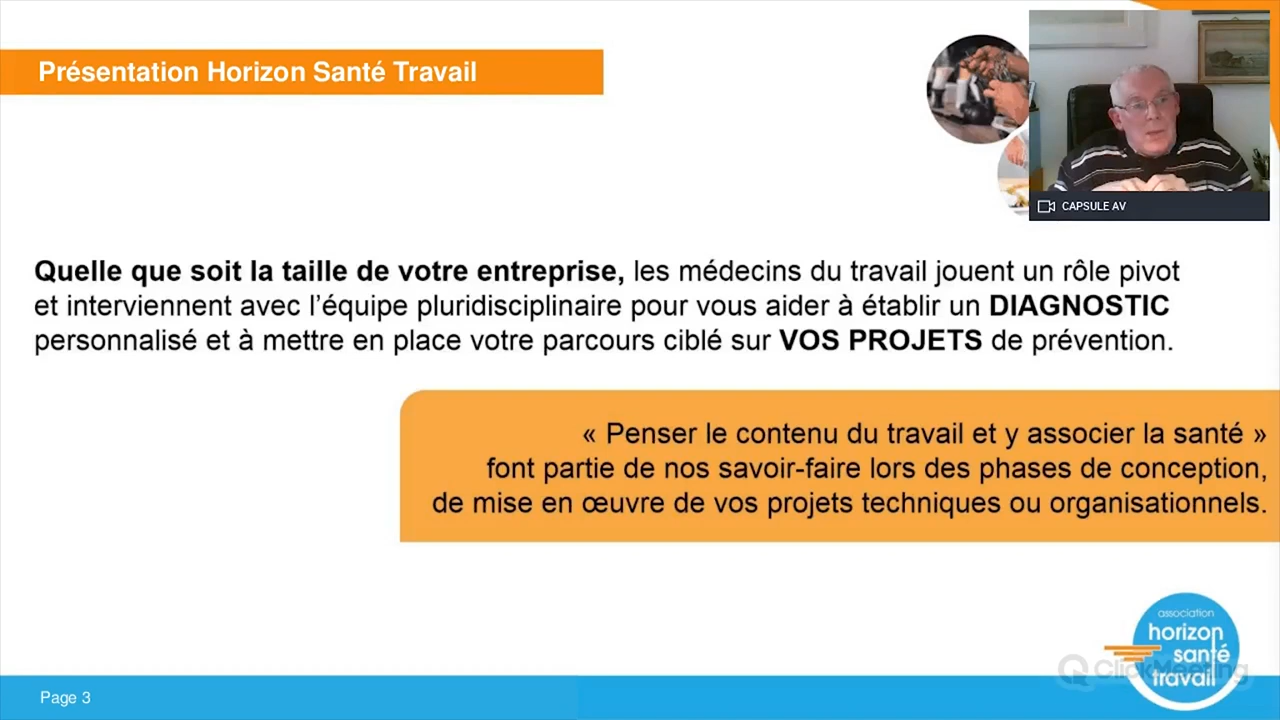 Présentation Horizon Santé Travail
CAPSULE AV
Quelle que soit la taille de votre entreprise, les médecins du travail jouent un rôle pivot
et interviennent avec l’équipe pluridisciplinaire pour vous aider à établir un DIAGNOSTIC
personnalisé et à mettre en place votre parcours ciblé sur VOS PROJETS de prévention.
« Penser le contenu du travail et y associer la santé »
font partie de nos savoir-faire lors des phases de conception,
de mise en œuvre de vos projets techniques ou organisationnels.
association
horizon
santé
travail
ClickMeeting
Page 3